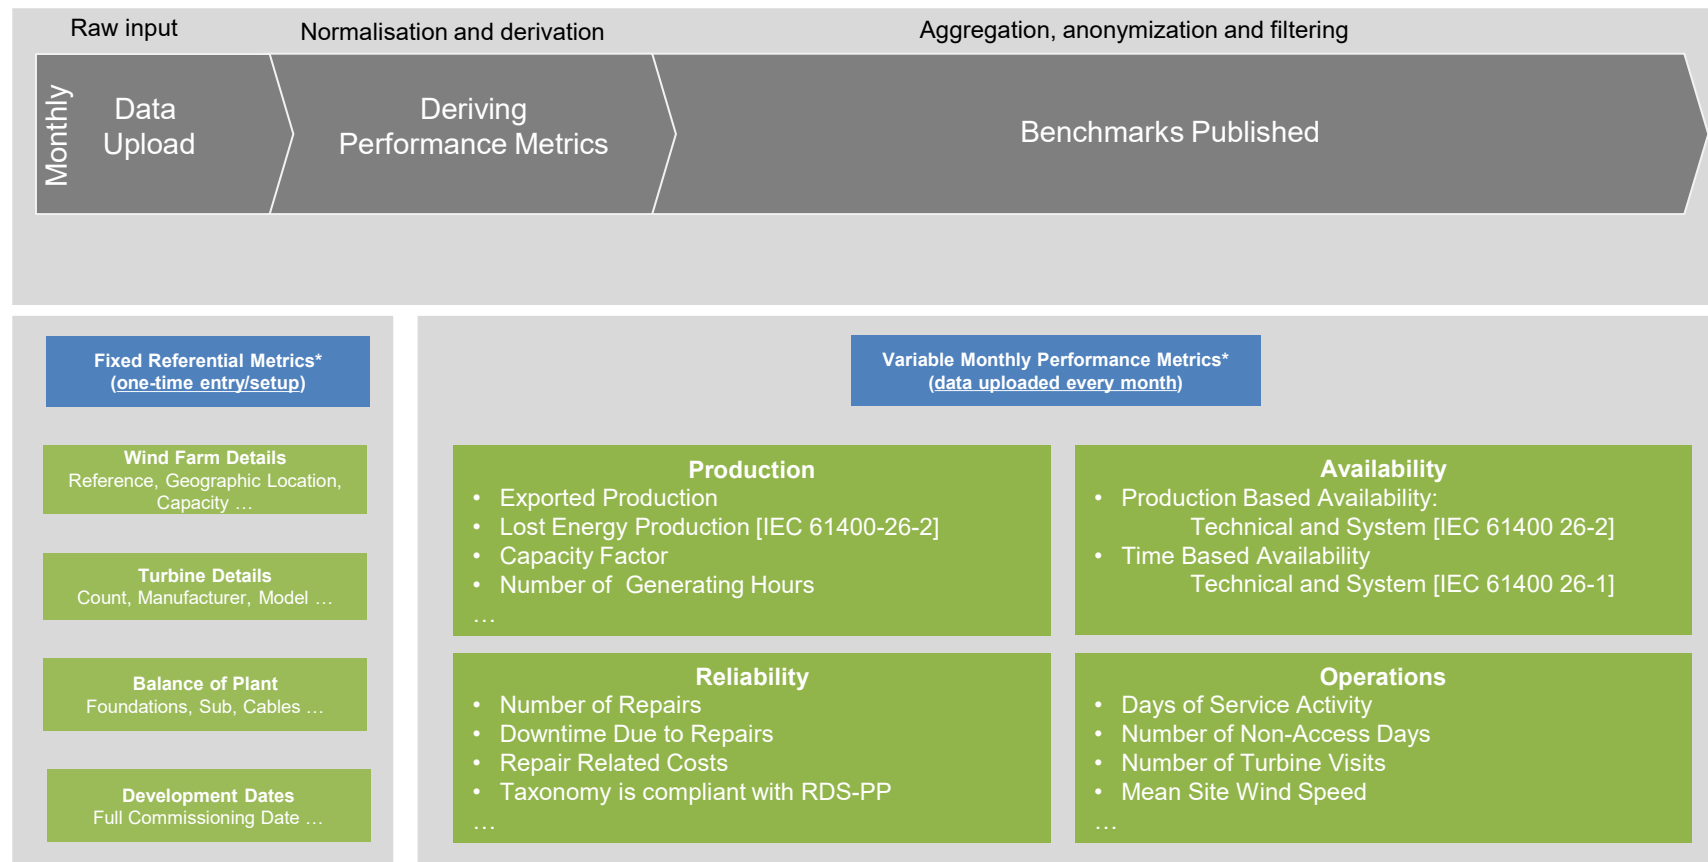 Raw input
Normalisation and derivation
Aggregation, anonymization and filtering
Monthly
Data
Upload
Deriving
Performance Metrics
Benchmarks Published
Fixed Referential Metrics*
(one-time entry/setup)
Wind Farm Details
Reference, Geographic Location,
Capacity ...
Turbine Details
Count, Manufacturer, Model ...
Balance of Plant
Foundations, Sub, Cables ...
Development Dates
Full Commissioning Date ...
Variable Monthly Performance Metrics*
(data uploaded every month)
Production
• Exported Production
• Lost Energy Production [IEC 61400-26-2]
• Capacity Factor
• Number of  Generating Hours
...
Availability
• Production Based Availability:
Technical and System [IEC 61400 26-2]
• Time Based Availability
Technical and System [IEC 61400 26-1]
Reliability
• Number of Repairs
• Downtime Due to Repairs
• Repair Related Costs
• Taxonomy is compliant with RDS-PP
...
Operations
• Days of Service Activity
• Number of Non-Access Days
• Number of Turbine Visits
• Mean Site Wind Speed
...